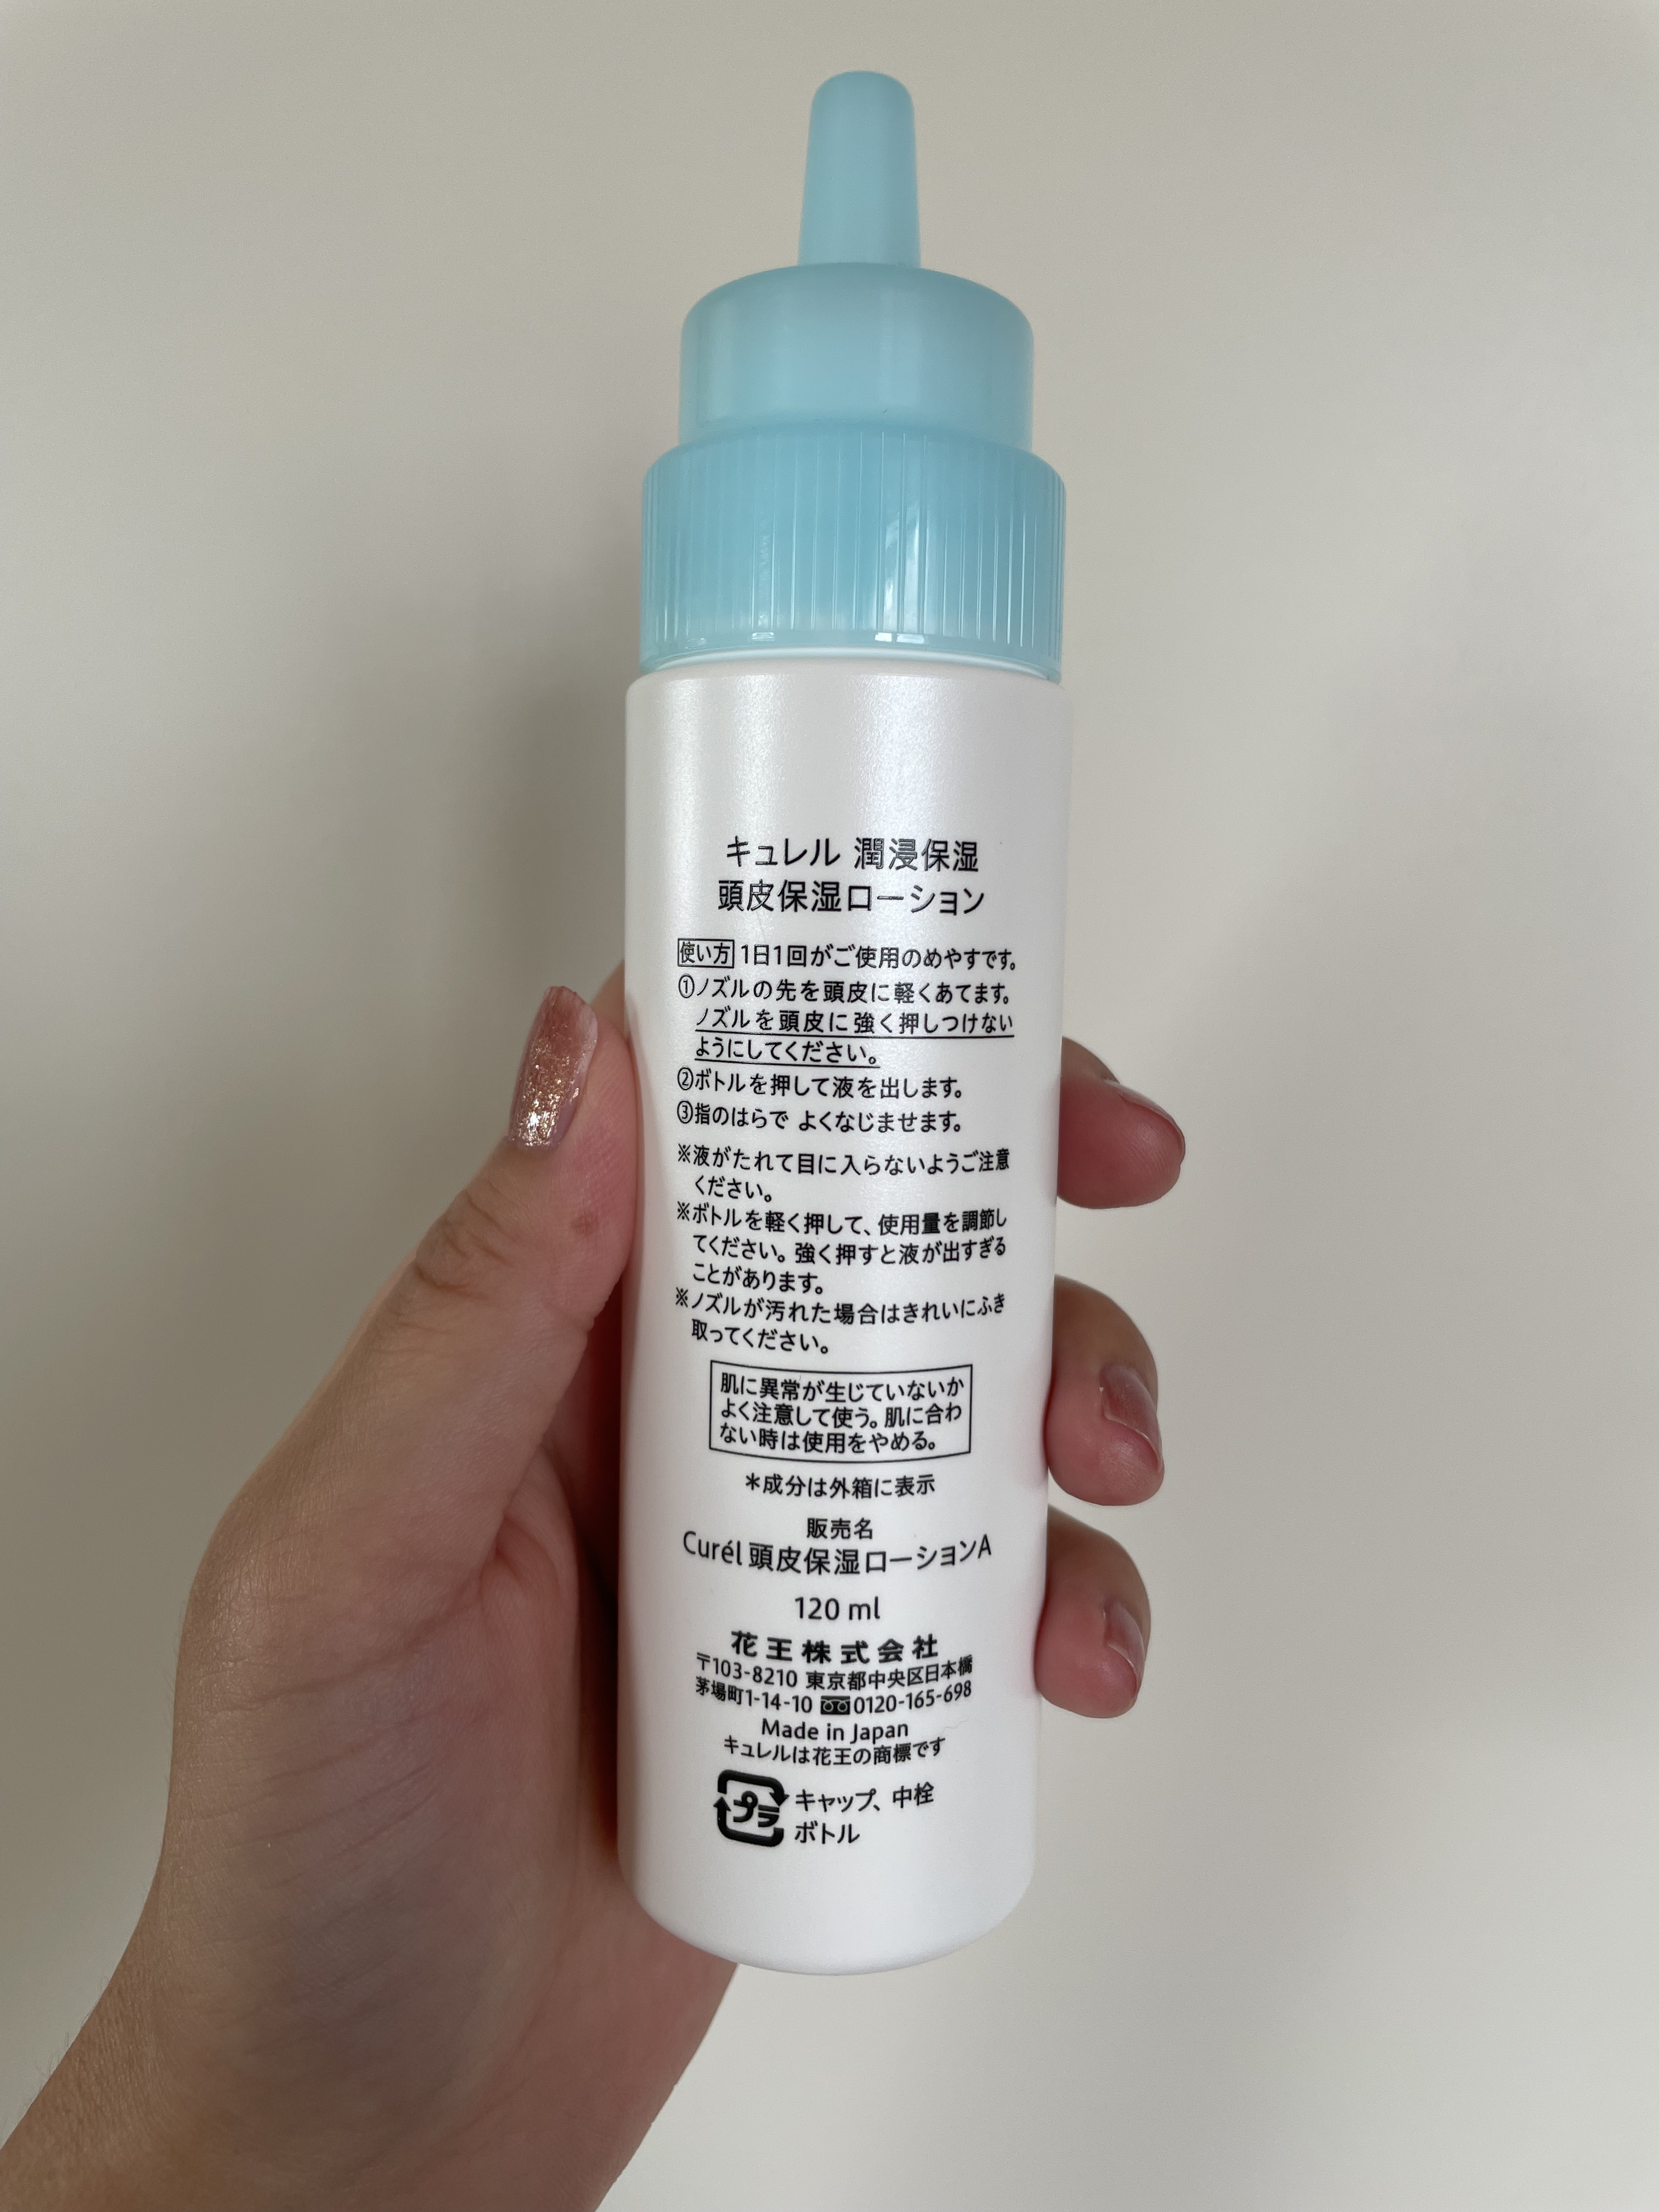 キュレル 潤浸保湿
頭皮保湿ローション
使い方 1日1回がご使用のめやすです。
①ノズルの先を頭皮に軽くあてます。
ノズルを頭皮に強く押しつけない
ようにしてください。
②ボトルを押して液を出します。
③指のはらで よくなじませます。
※液がたれて目に入らないようご注意
ください。
※ボトルを軽く押して、使用量を調節し
てください。強く押すと液が出すぎる
ことがあります。
※ノズルが汚れた場合はきれいにふき
取ってください。
肌に異常が生じていないか
よく注意して使う。肌に合わ
ない時は使用をやめる。
*成分は外箱に表示
販売名
Curél 頭皮保湿ローションA
120 ml
花王株式会社
〒103-8210 東京都中央区日本橋
茅場町1-14-10 0120-165-698
Made in Japan
キュレルは花王の商標です
プラ キャップ、中栓
ボトル